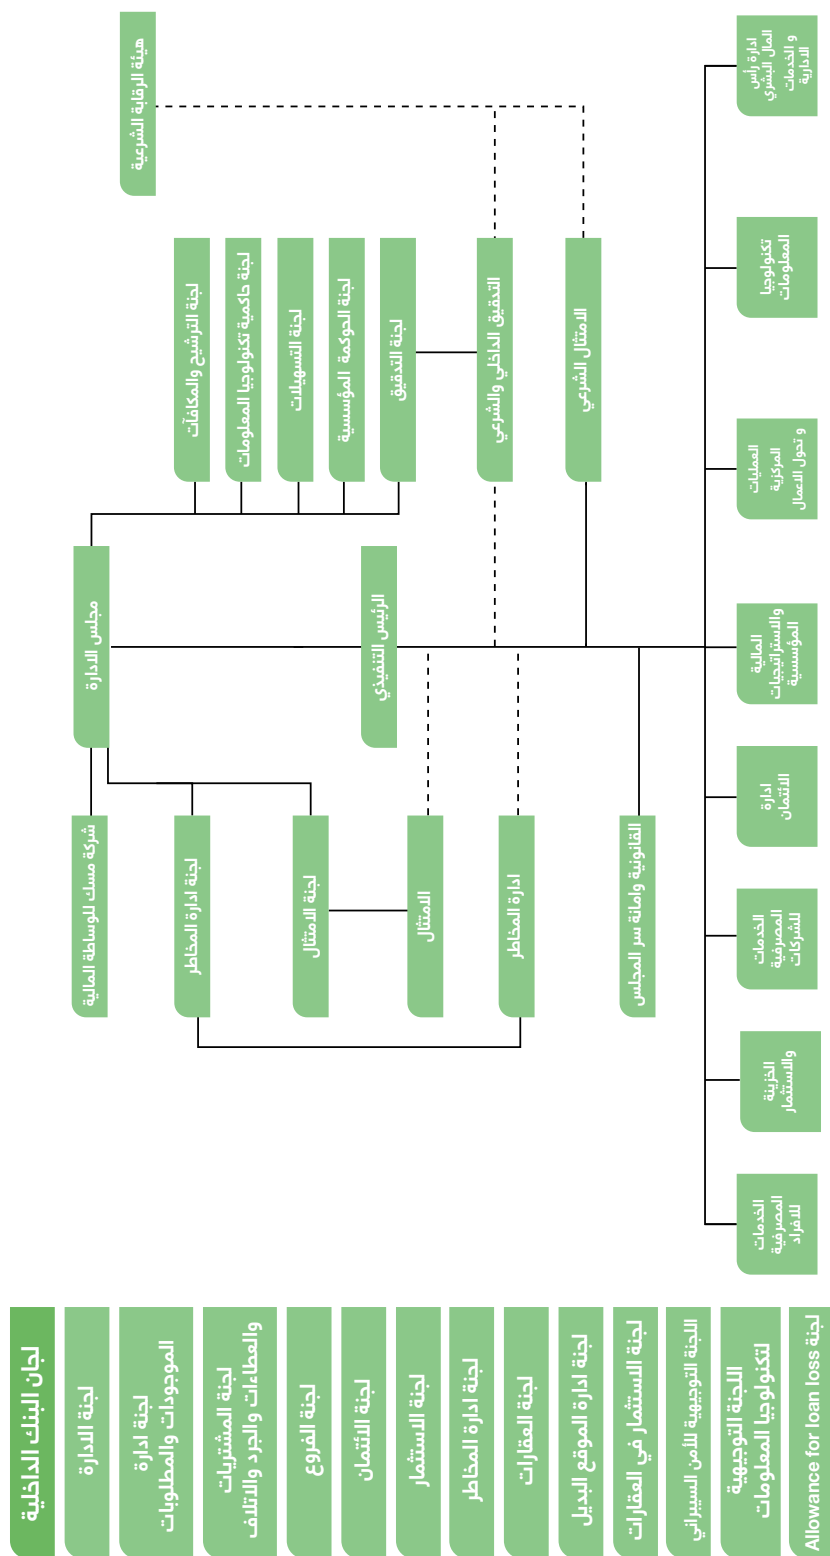 هيئة الرقابة الشرعية
لجنة الترشيح والمكافآت
لجنة حاكمية تكنولوجيا المعلومات
لجنة التسهيلات
لجنة الحوكمة المؤسسية
لجنة التدقيق
التدقيق الداخلي والشرعي
الامتثال الشرعي
مجلس الادارة
الرئيس التنفيذي
شركة مسك للوساطة المالية
لجنة ادارة المخاطر
لجنة الامتثال
الامتثال
ادارة المخاطر
القانونية وامانة سر المجلس
ادارة رأس
المال البشري
و الخدمات
الادارية
تكنولوجيا
المعلومات
العمليات
المركزية
و تحول الاعمال
المالية
والاستراتيجيات
المؤسسية
ادارة
الائتمان
الخدمات
المصرفية
للشركات
الخزينة
والاستثمار
الخدمات
المصرفية
للافراد
لجان البنك الداخلية
لجنة الادارة
لجنة ادارة
الموجودات والمطلوبات
لجنة المشتريات
والعطاءات والجرد والاتلاف
لجنة الفروع
لجنة الائتمان
لجنة الاستثمار
لجنة ادارة المخاطر
لجنة العقارات
لجنة ادارة الموقع البديل
لجنة الاستثمار في العقارات
اللجنة التوجيهية للأمن السيبراني
اللجنة التوجيهية
لتكنولوجيا المعلومات
لجنة Allowance for loan loss